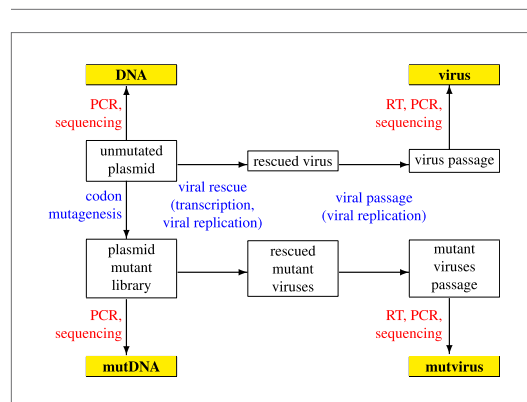 DNA
virus
PCR,
sequencing
RT, PCR,
sequencing
unmutated
plasmid
rescued virus
virus passage
codon
mutagenesis
viral rescue
(transcription,
viral replication)
viral passage
(viral replication)
plasmid
mutant
library
rescued
mutant
viruses
mutant
viruses
passage
PCR,
sequencing
RT, PCR,
sequencing
mutDNA
mutvirus